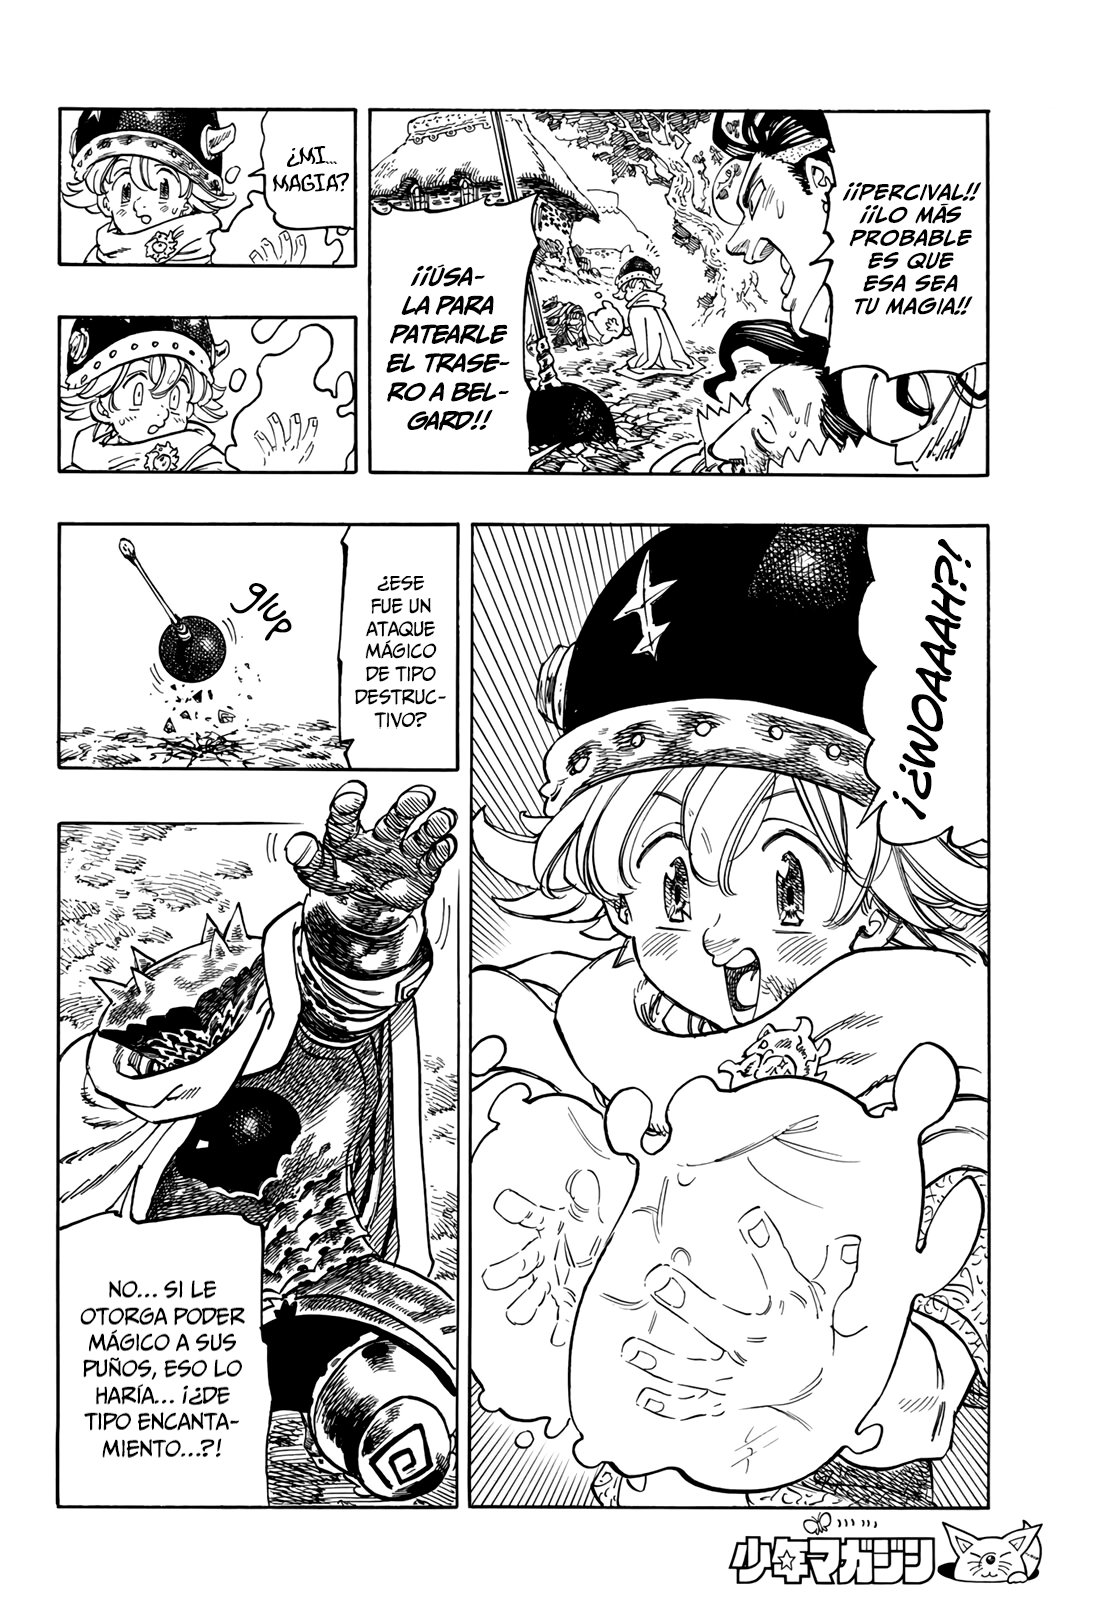 ¡¡PERCIVAL!!
¡¡LO MÁS
PROBABLE
ES QUE
ESA SEA
TU MAGIA!!
¡¡ÚSA-
LA PARA
PATEARLE
EL TRASE-
RO A BEL-
GARD!!
¿MI...
MAGIA?
¡¿WOAAAH?!
¿ESE
FUE UN
ATAQUE
MÁGICO
DE TIPO
DESTRUC-
TIVO?
glup
NO... SI LE
OTORGA PODER
MÁGICO A SUS
PUÑOS, ESO LO
HARÍA... ¡¿DE
TIPO ENCANTA-
MIENTO...?!
少年マガジン